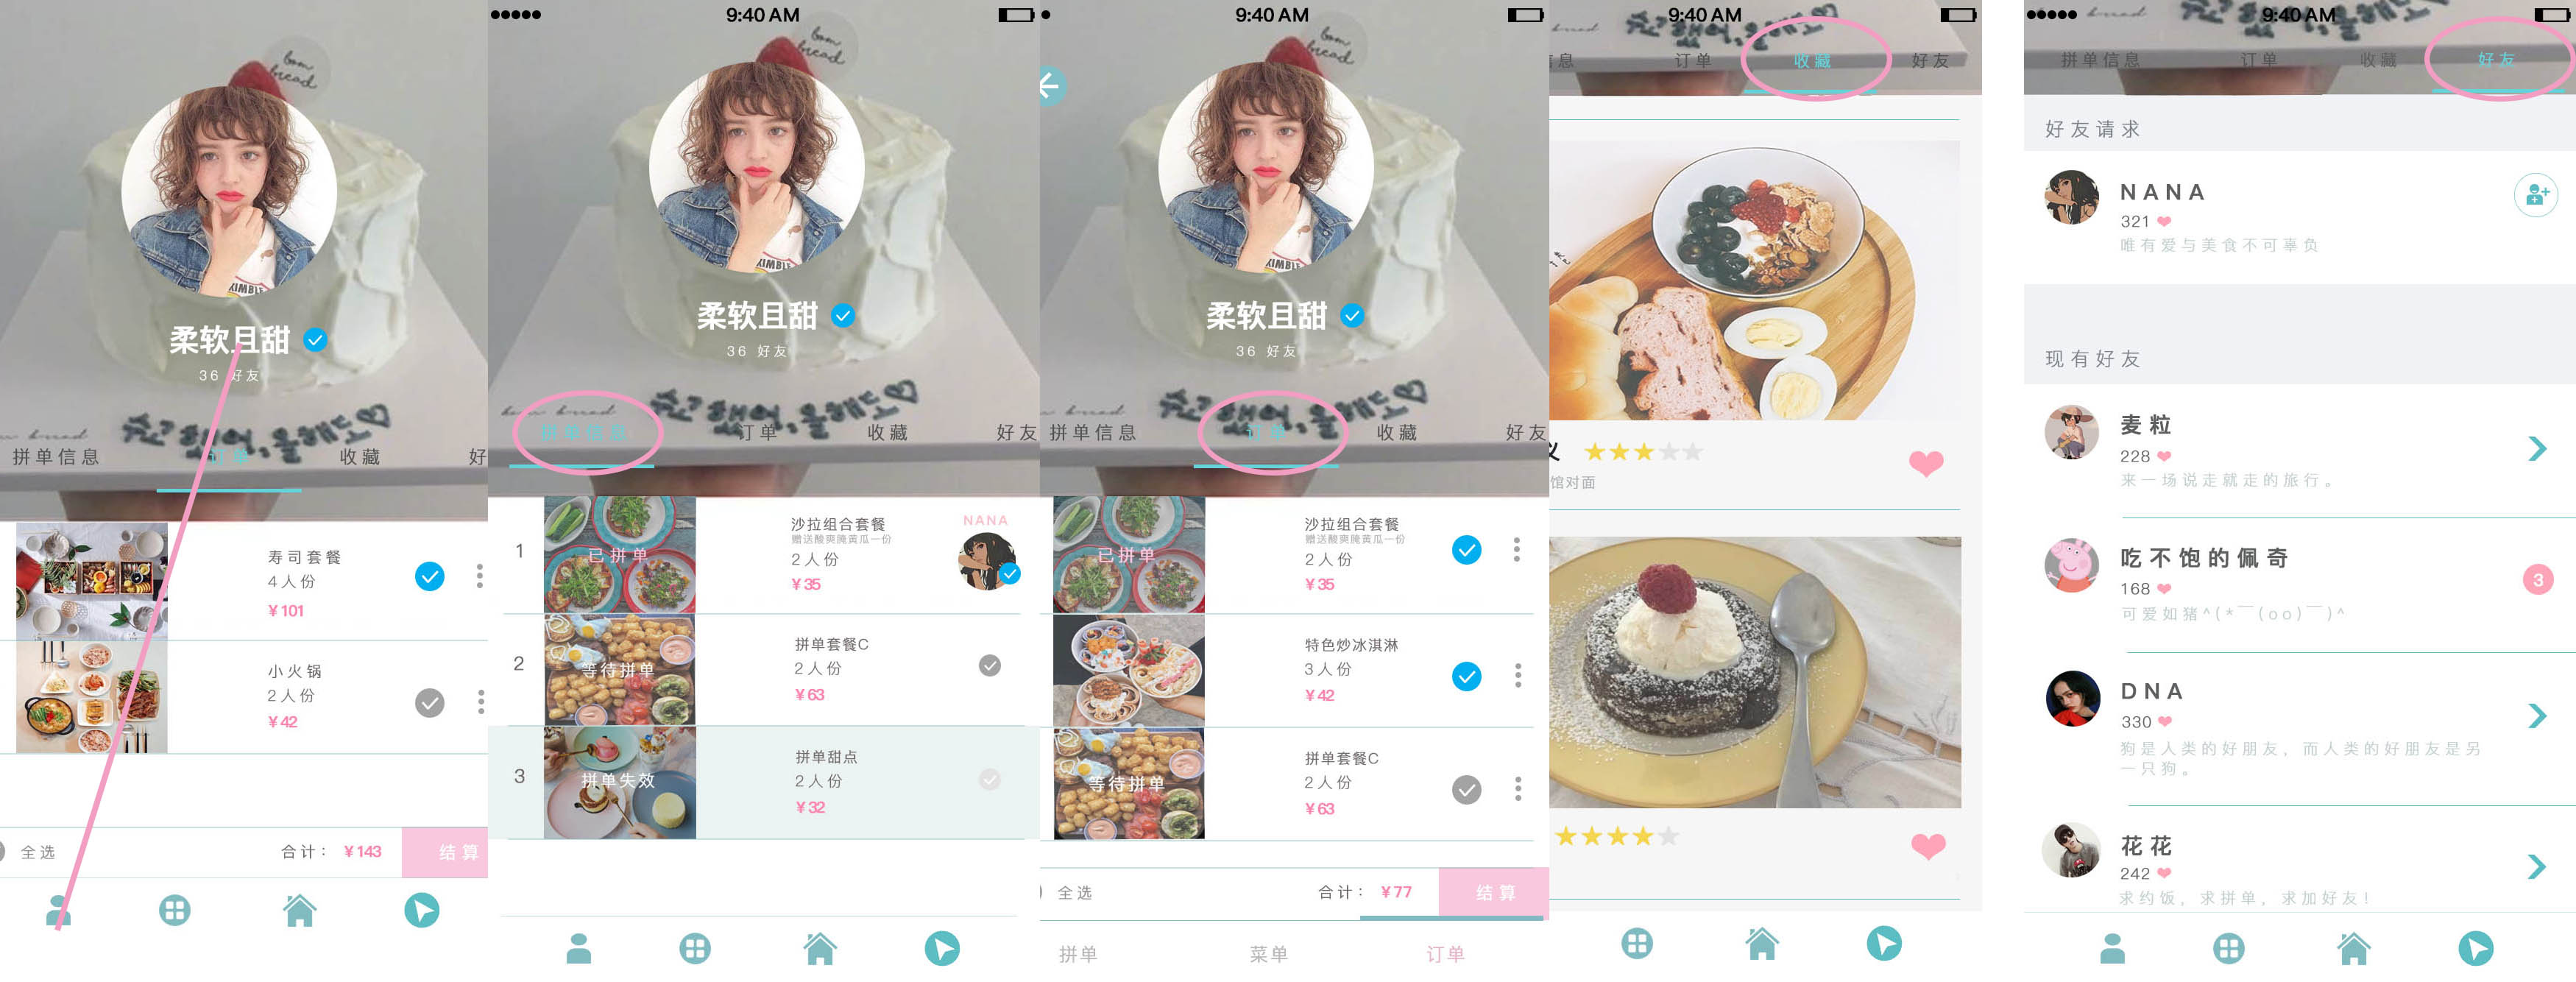 bom
bread
柔软且甜
36 好友
拼单信息
订单
收藏
好
寿司套餐
4人份
¥101
小火锅
2人份
¥42
全选
合计：
¥143
结算
9:40 AM
bom
bread
柔软且甜
36 好友
拼单信息
订单
收藏
好友
1
已拼单
沙拉组合套餐
赠送酸爽腌黄瓜一份
2人份
¥35
NANA
2
等待拼单
拼单套餐C
2人份
¥63
3
拼单失效
拼单甜点
2人份
¥32
9:40 AM
bom
bread
柔软且甜
36 好友
拼单信息
订单
收藏
好友
已拼单
沙拉组合套餐
赠送酸爽腌黄瓜一份
2人份
¥35
特色炒冰淇淋
3人份
¥42
等待拼单
拼单套餐C
2人份
¥63
全选
合计：
¥77
结算
拼单
菜单
订单
9:40 AM
息
订单
收藏
好友
馆对面
9:40 AM
拼单信息
订单
收藏
好友
好友请求
NANA
321
唯有爱与美食不可辜负
现有好友
麦粒
228
来一场说走就走的旅行。
吃不饱的佩奇
168
可爱如猪^(*￣(oo)￣)^
3
DNA
330
狗是人类的好朋友，而人类的好朋友是另
一只狗。
花花
242
求约饭，求拼单，求加好友！